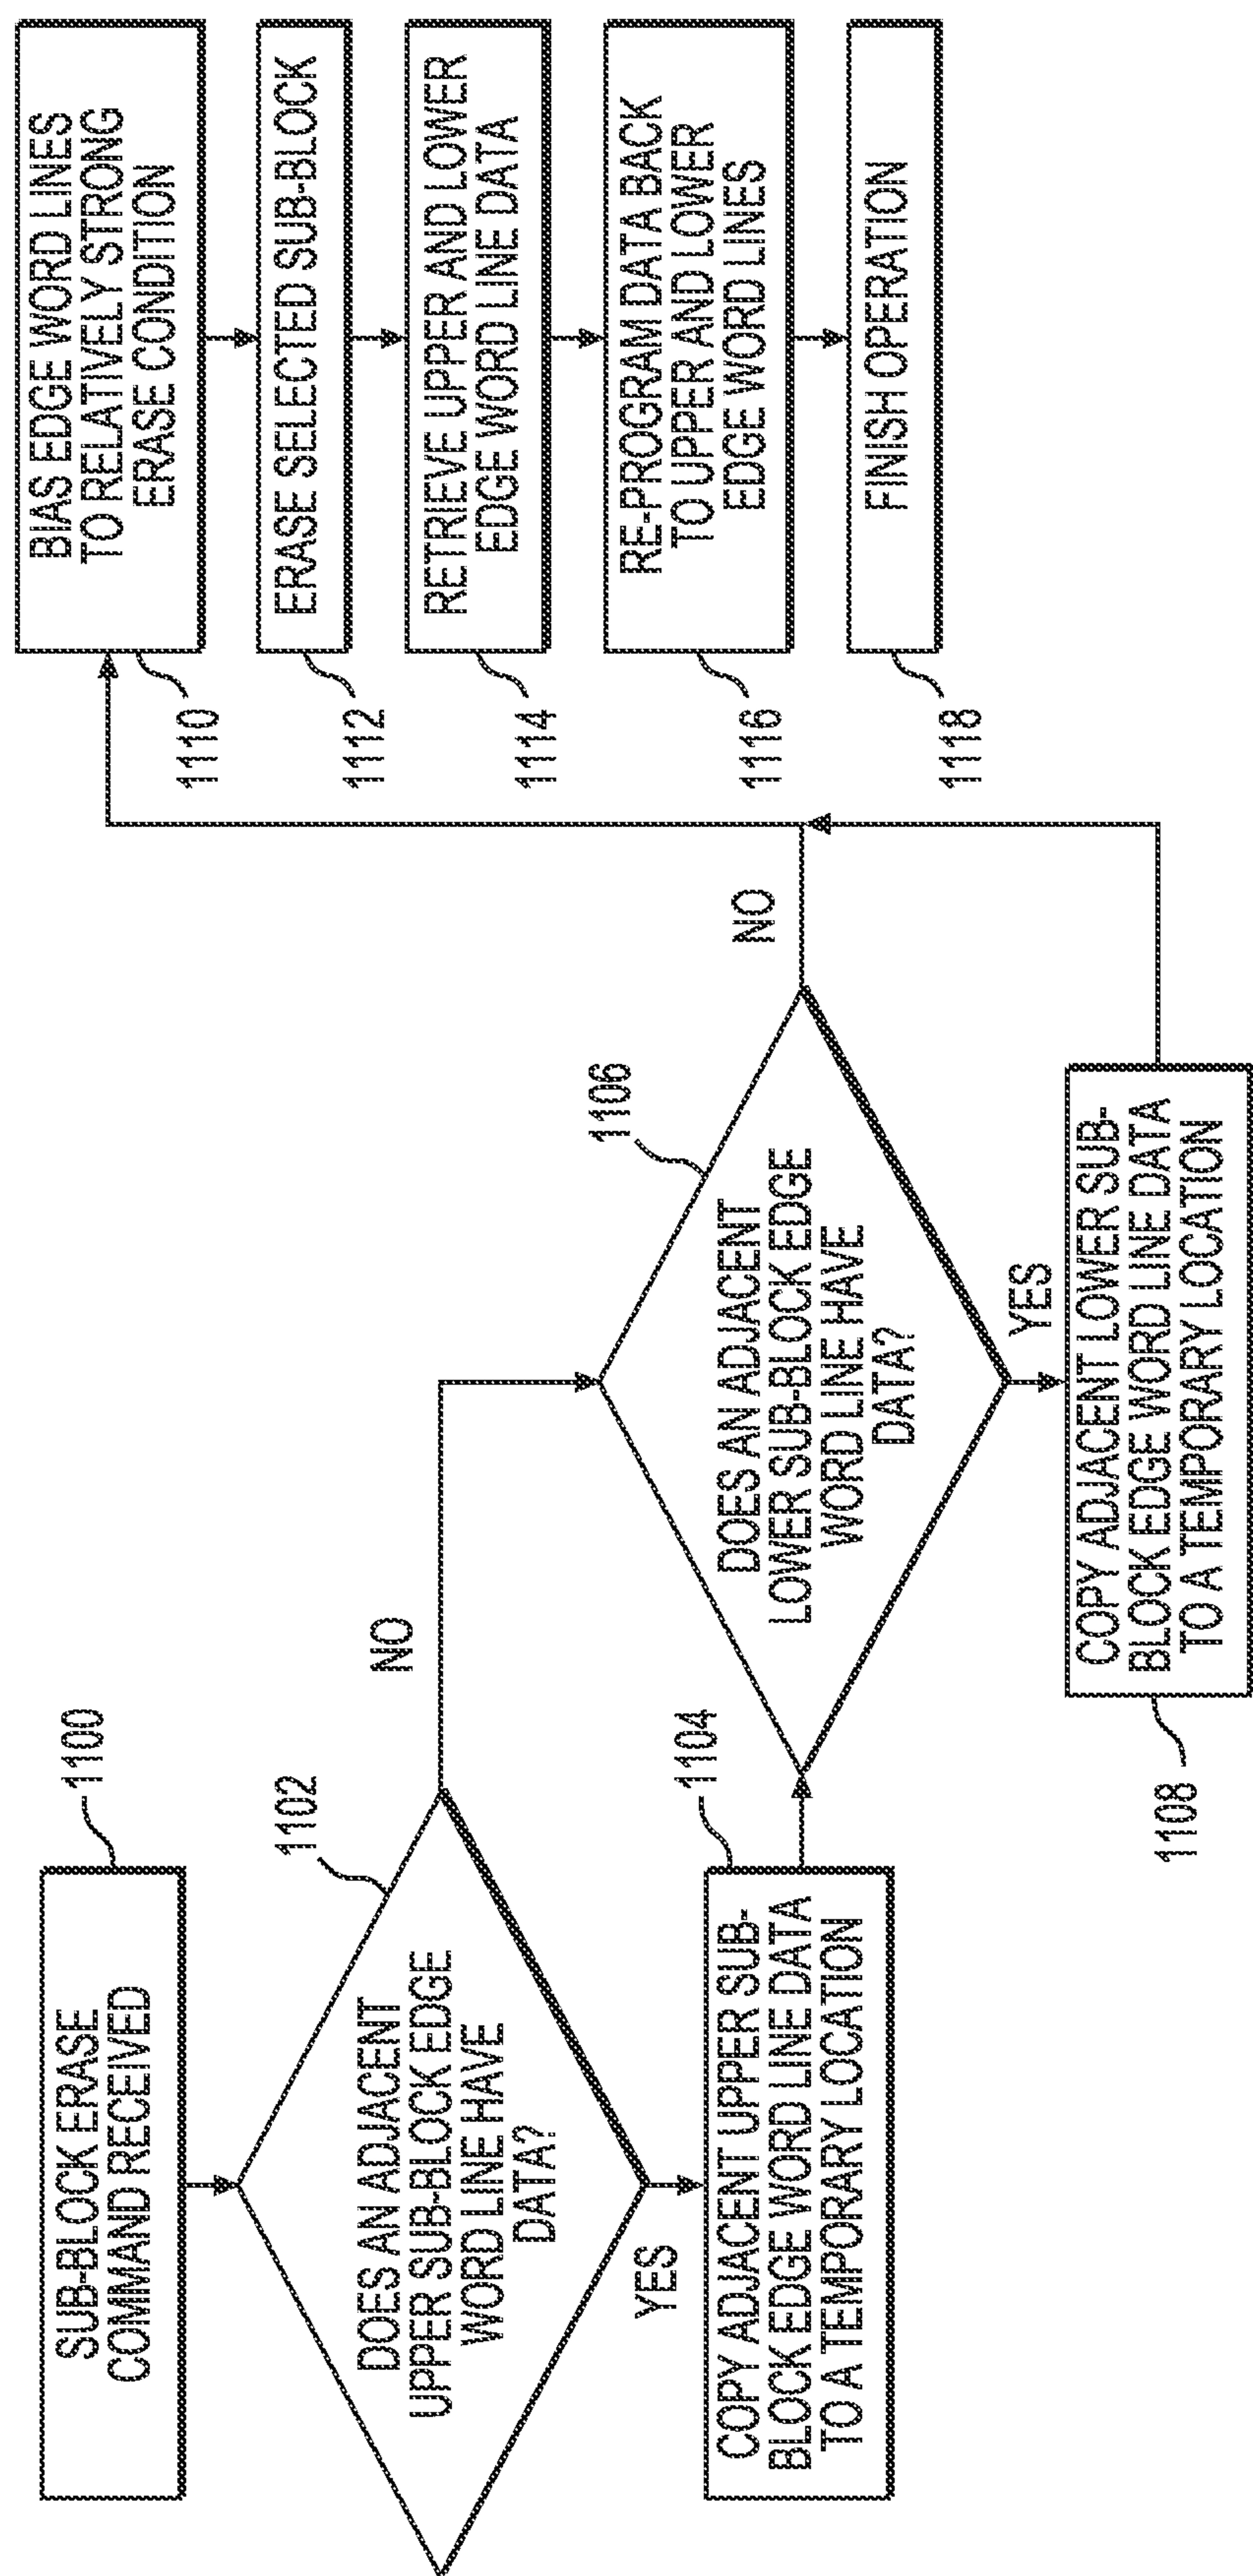 SUB-BLOCK ERASE
COMMAND RECEIVED
1100
DOES AN ADJACENT
UPPER SUB-BLOCK EDGE
WORD LINE HAVE
DATA?
1102
NO
YES
COPY ADJACENT UPPER SUB-
BLOCK EDGE WORD LINE DATA
TO A TEMPORARY LOCATION
1104
DOES AN ADJACENT
LOWER SUB-BLOCK EDGE
WORD LINE HAVE
DATA?
1106
NO
YES
COPY ADJACENT LOWER SUB-
BLOCK EDGE WORD LINE DATA
TO A TEMPORARY LOCATION
1108
BIAS EDGE WORD LINES
TO RELATIVELY STRONG
ERASE CONDITION
1110
ERASE SELECTED SUB-BLOCK
1112
RETRIEVE UPPER AND LOWER
EDGE WORD LINE DATA
1114
RE-PROGRAM DATA BACK
TO UPPER AND LOWER
EDGE WORD LINES
1116
FINISH OPERATION
1118